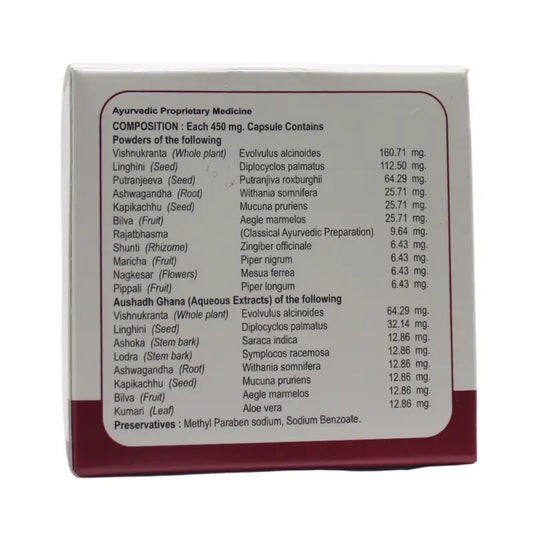 Ayurvedic Proprietary Medicine
COMPOSITION : Each 450 mg. Capsule Contains
Powders of the following
Vishnukranta (Whole plant) Evolvulus alcinoides 160.71 mg.
Linghini (Seed) Diplocyclos palmatus 112.50 mg.
Putranjeeva (Seed) Putranjiva roxburghii 64.29 mg.
Ashwagandha (Root) Withania somnifera 25.71 mg.
Kapikachhu (Seed) Mucuna pruriens 25.71 mg.
Bilva (Fruit) Aegle marmelos 25.71 mg.
Rajatbhasma (Classical Ayurvedic Preparation) 9.64 mg.
Shunti (Rhizome) Zingiber officinale 6.43 mg.
Maricha (Fruit) Piper nigrum 6.43 mg.
Nagkesar (Flowers) Mesua ferrea 6.43 mg.
Pippali (Fruit) Piper longum 6.43 mg.
Aushadh Ghana (Aqueous Extracts) of the following
Vishnukranta (Whole plant) Evolvulus alcinoides 64.29 mg.
Linghini (Seed) Diplocyclos palmatus 32.14 mg.
Ashoka (Stem bark) Saraca indica 12.86 mg.
Lodra (Stem bark) Symplocos racemosa 12.86 mg.
Ashwagandha (Root) Withania somnifera 12.86 mg.
Kapikachhu (Seed) Mucuna pruriens 12.86 mg.
Bilva (Fruit) Aegle marmelos 12.86 mg.
Kumari (Leaf) Aloe vera 12.86 mg.
Preservatives : Methyl Paraben sodium, Sodium Benzoate.